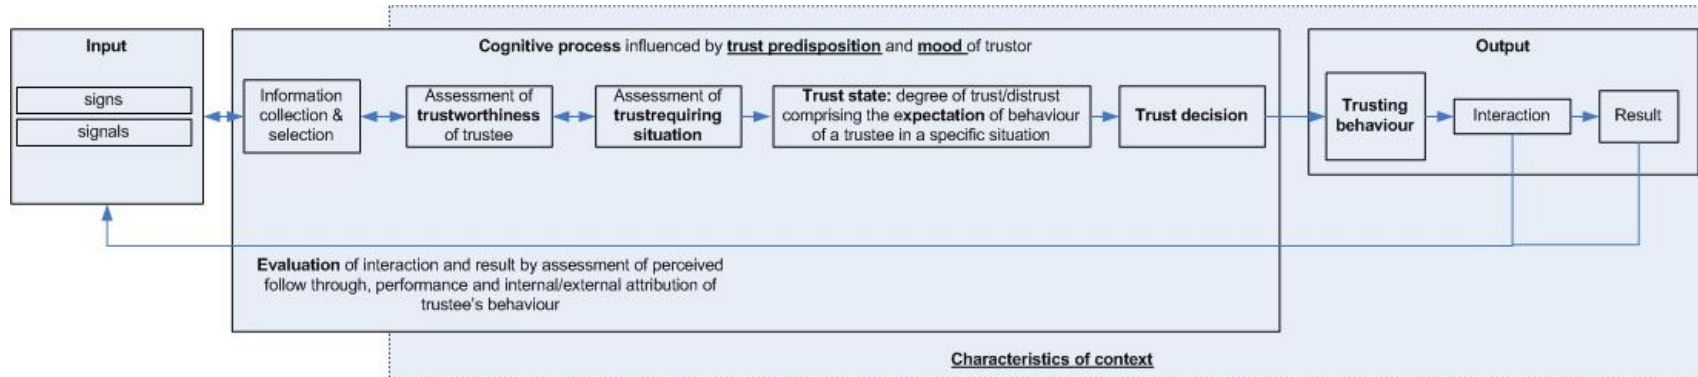 Input
signs
signals
Cognitive process influenced by trust predisposition and mood of trustor
Information
collection &
selection
Assessment of
trustworthiness
of trustee
Assessment of
trustrequiring
situation
Trust state: degree of trust/distrust
comprising the expectation of behaviour
of a trustee in a specific situation
Trust decision
Evaluation of interaction and result by assessment of perceived
follow through, performance and internal/external attribution of
trustee's behaviour
Output
Trusting
behaviour
Interaction
Result
Characteristics of context